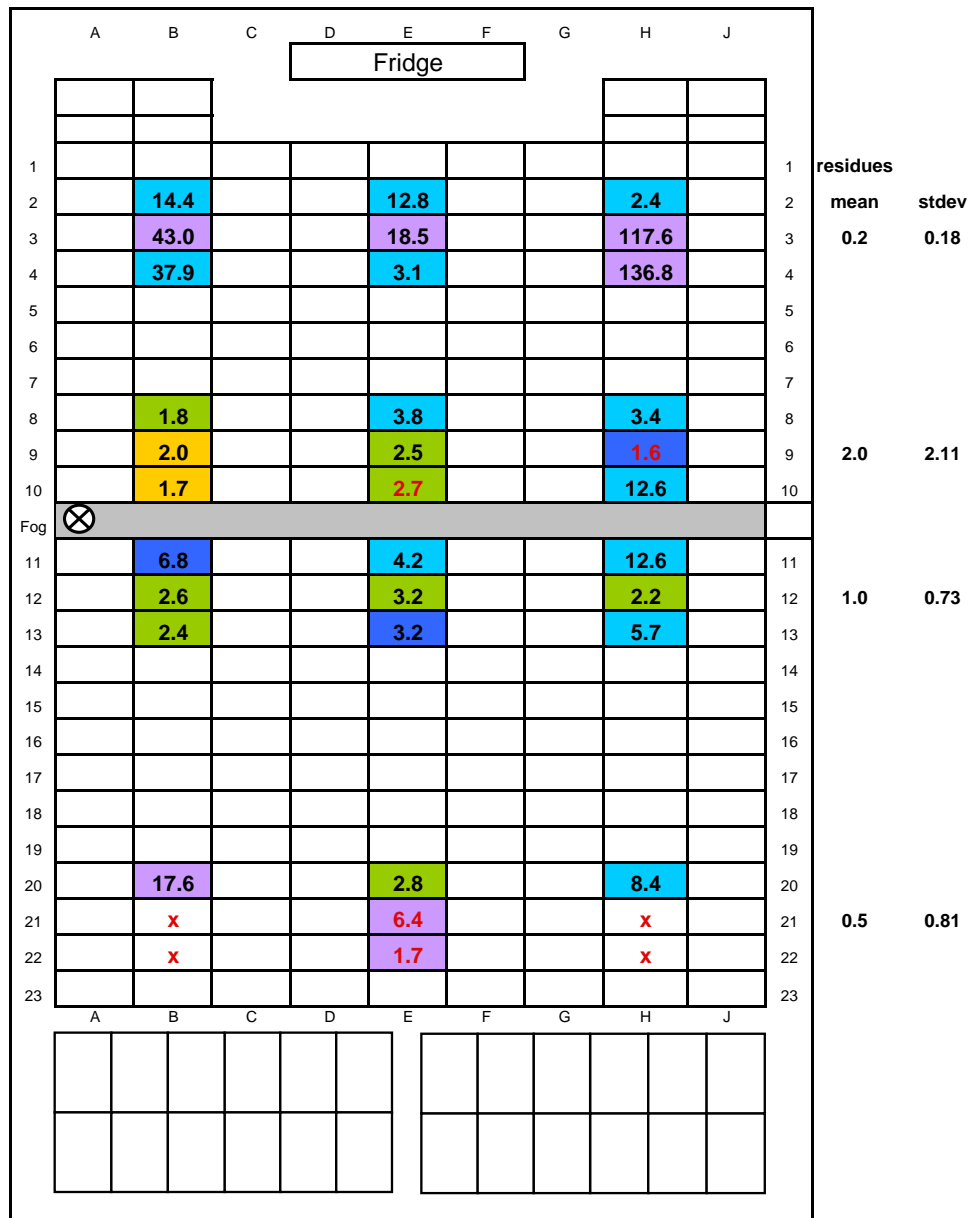 A B C D E F G H J
Fridge
1 1 residues
2 14.4 12.8 2.4 2 mean stdev
3 43.0 18.5 117.6 3 0.2 0.18
4 37.9 3.1 136.8 4
5 5
6 6
7 7
8 1.8 3.8 3.4 8
9 2.0 2.5 1.6 9 2.0 2.11
10 1.7 2.7 12.6 10
Fog
11 6.8 4.2 12.6 11
12 2.6 3.2 2.2 12 1.0 0.73
13 2.4 3.2 5.7 13
14 14
15 15
16 16
17 17
18 18
19 19
20 17.6 2.8 8.4 20
21 x 6.4 x 21 0.5 0.81
22 x 1.7 x 22
23 23
A B C D E F G H J